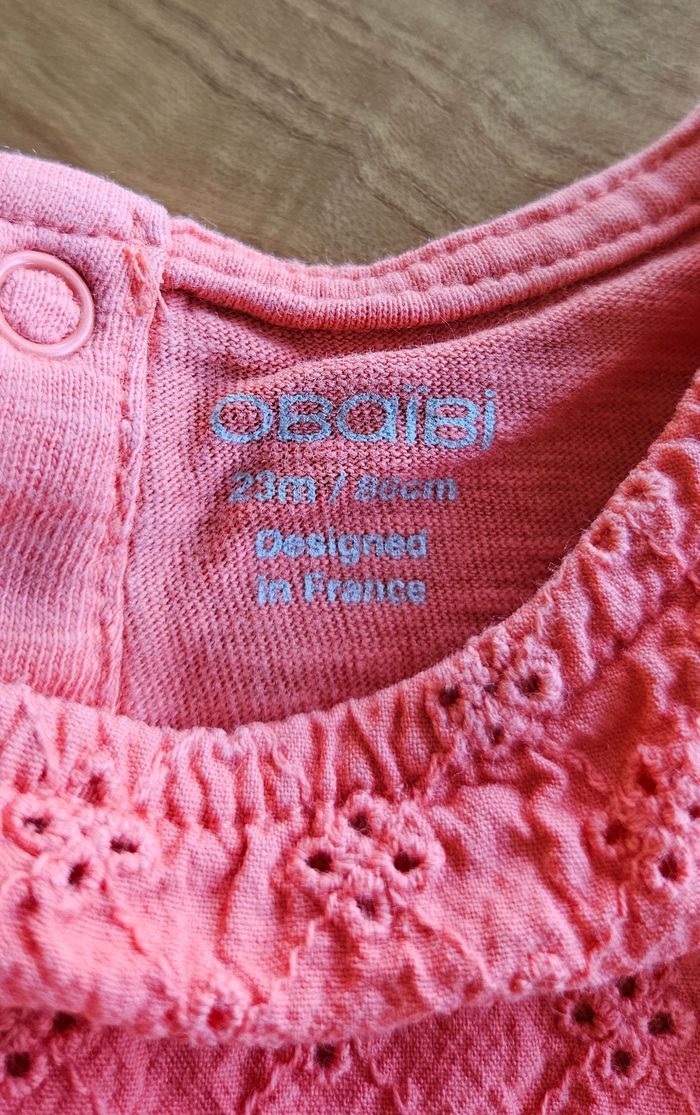 OBaïBi
23m / 86cm
Designed
in France